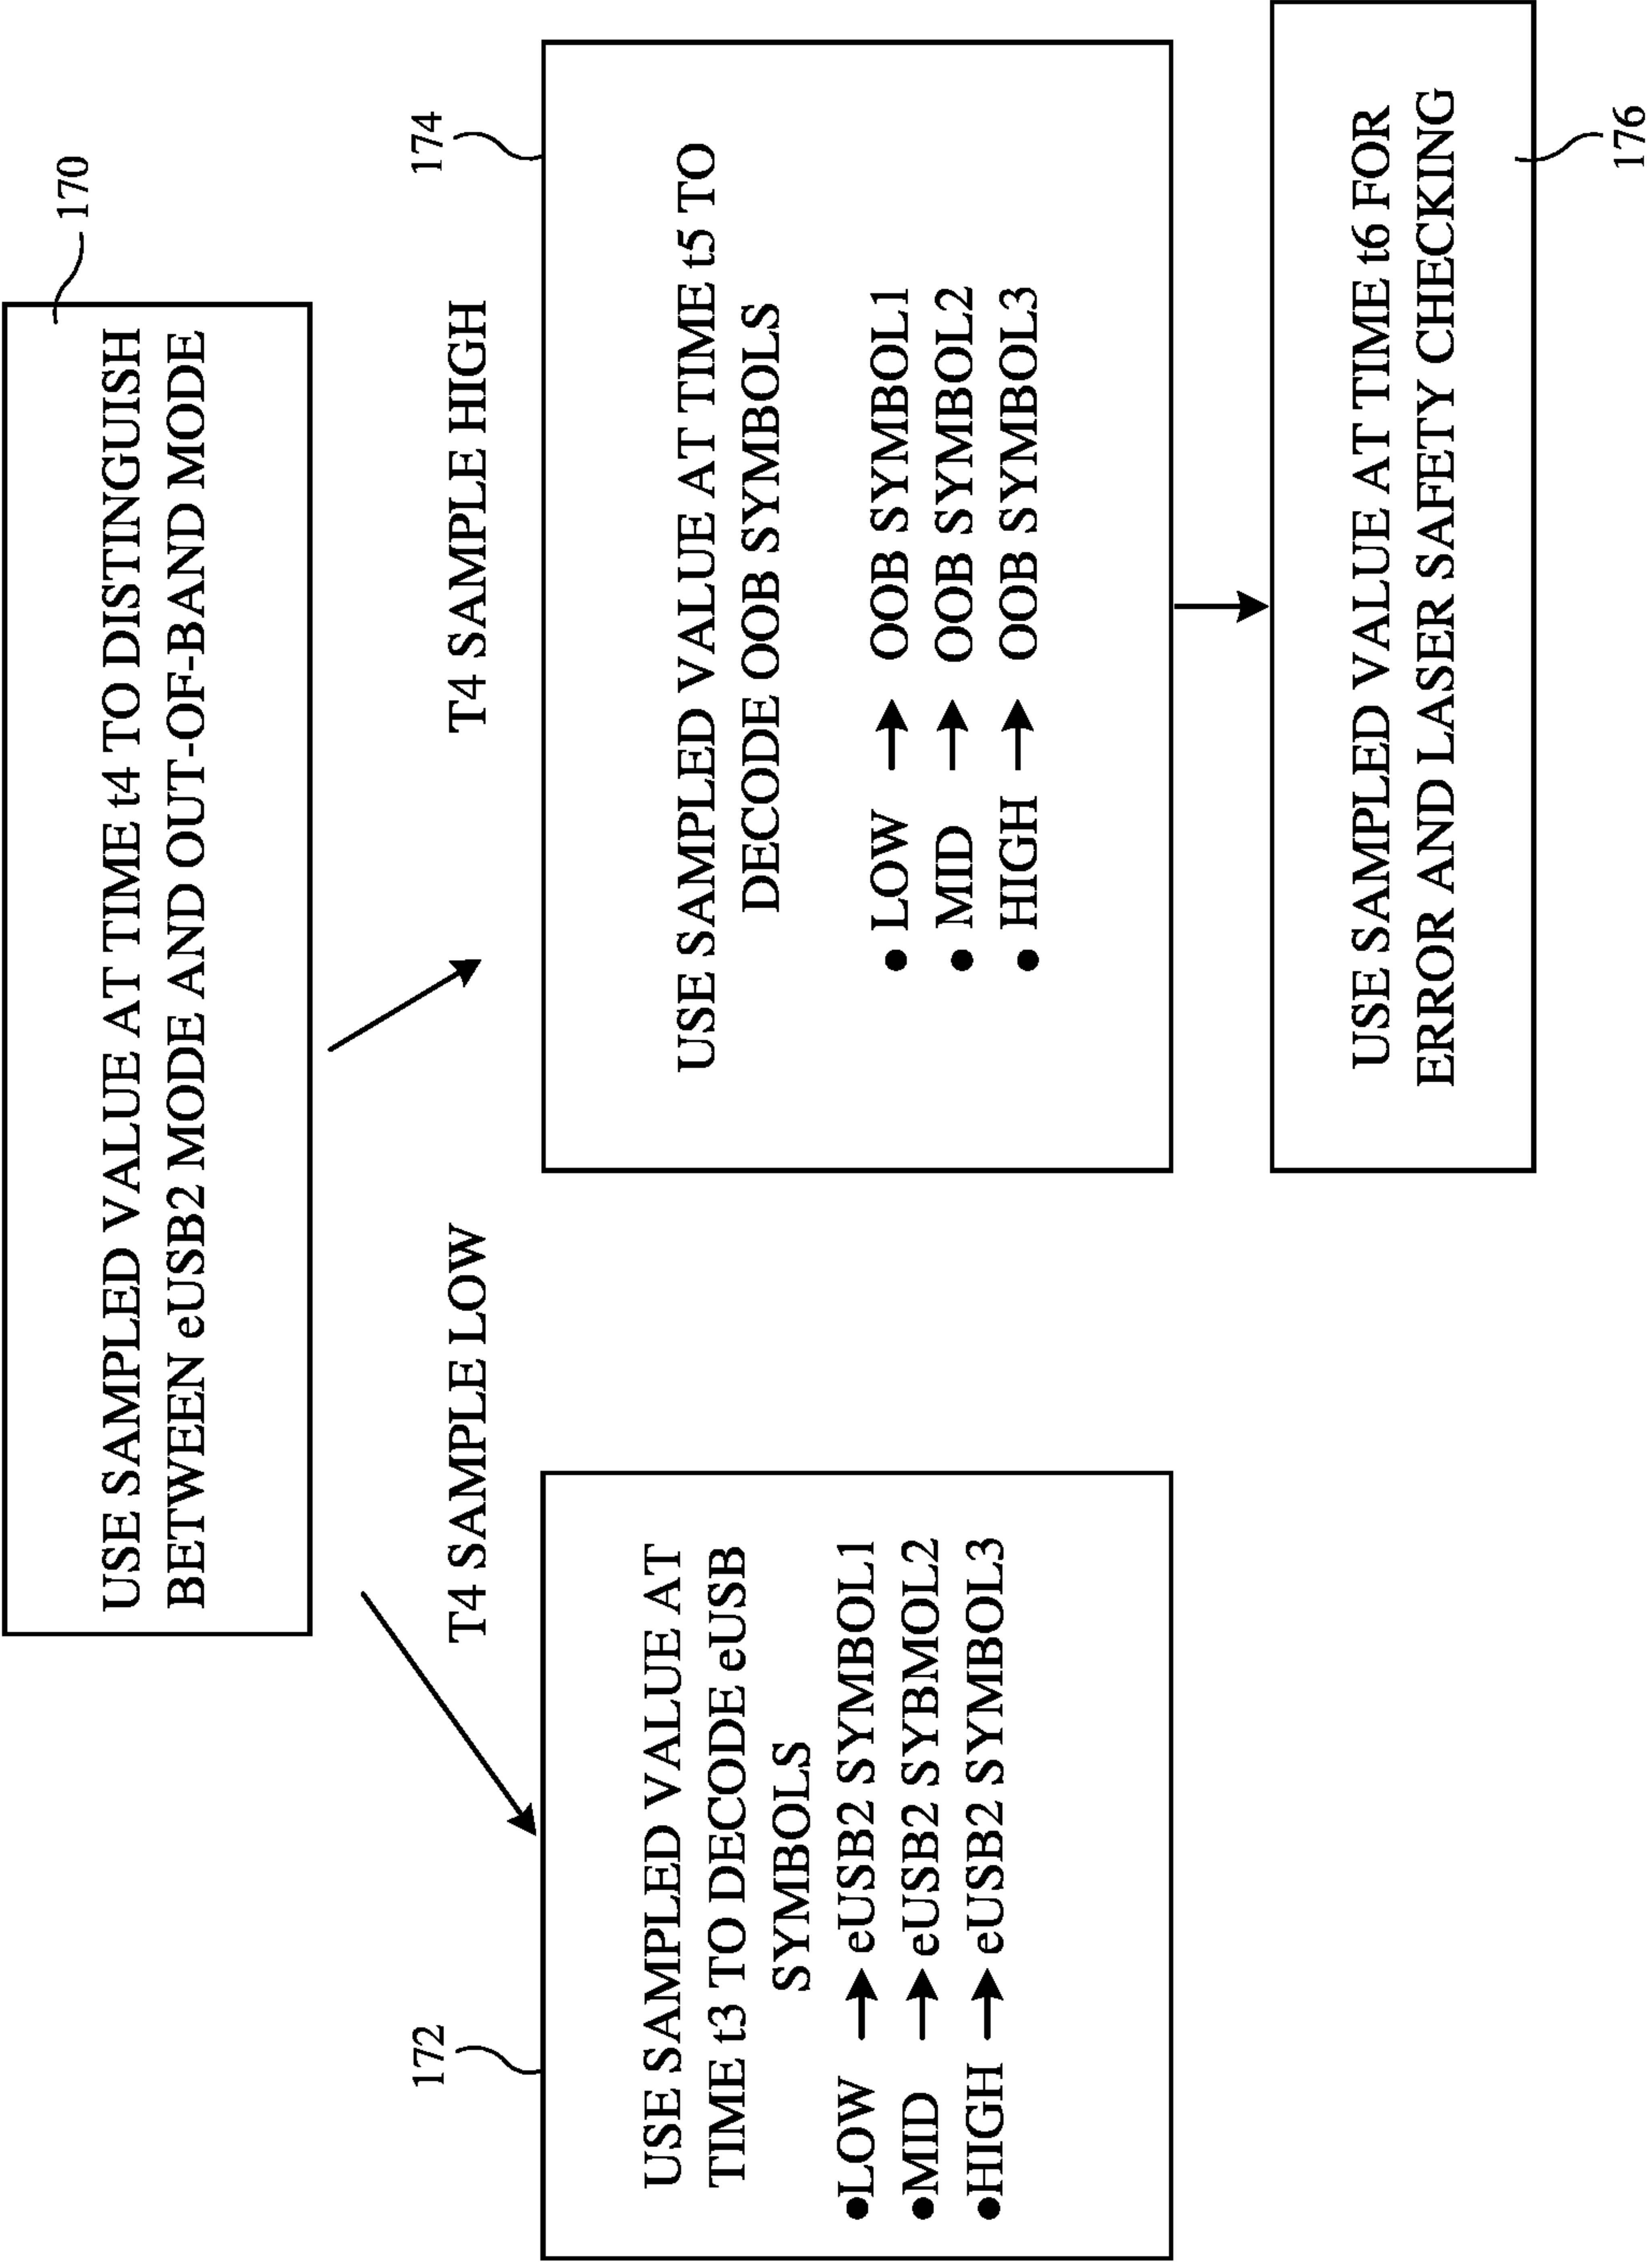 170
USE SAMPLED VALUE AT TIME t4 TO DISTINGUISH
BETWEEN eUSB2 MODE AND OUT-OF-BAND MODE
T4 SAMPLE LOW
T4 SAMPLE HIGH
172
USE SAMPLED VALUE AT
TIME t3 TO DECODE eUSB
SYMBOLS
•LOW → eUSB2 SYMBOL1
•MID → eUSB2 SYBMOL2
•HIGH → eUSB2 SYMBOL3
174
USE SAMPLED VALUE AT TIME t5 TO
DECODE OOB SYMBOLS
• LOW → OOB SYMBOL1
• MID → OOB SYMBOL2
• HIGH → OOB SYMBOL3
USE SAMPLED VALUE AT TIME t6 FOR
ERROR AND LASER SAFETY CHECKING
176